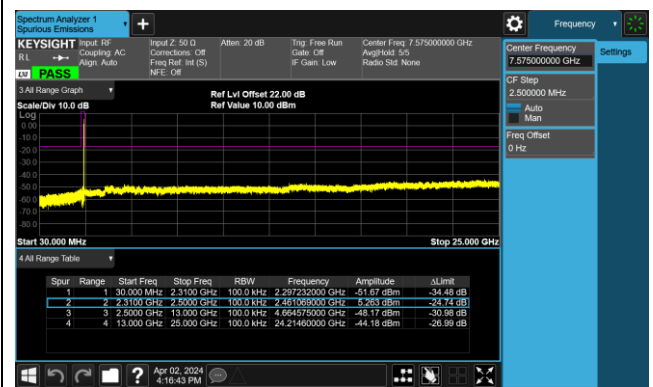 Spectrum Analyzer 1
Spurious Emissions
Frequency
KEYSIGHT
RL
PASS
Input: RF
Coupling: AC
Align: Auto
Input Z: 50 Ω
Corrections: Off
Freq Ref: Int (S)
NFE: Off
Atten: 20 dB
Trig: Free Run
Gate: Off
IF Gain: Low
Center Freq: 7.575000000 GHz
Avg|Hold: 5/5
Radio Std: None
Center Frequency
7.575000000 GHz
Settings
CF Step
2.500000 MHz
Auto
Man
Freq Offset
0 Hz
3 All Range Graph
Scale/Div 10.0 dB
Ref Lvl Offset 22.00 dB
Ref Value 10.00 dBm
Log
0.00
-10.0
-20.0
-30.0
-40.0
-50.0
-60.0
-70.0
-80.0
Start 30.000 MHz Stop 25.000 GHz
4 All Range Table
Spur Range Start Freq Stop Freq RBW Frequency Amplitude ΔLimit
1 1 30.000 MHz 2.3100 GHz 100.0 kHz 2.297232000 GHz -51.67 dBm -34.48 dB
2 2 2.3100 GHz 2.5000 GHz 100.0 kHz 2.461069000 GHz 5.263 dBm -24.74 dB
3 3 2.5000 GHz 13.000 GHz 100.0 kHz 4.664575000 GHz -48.17 dBm -30.98 dB
4 4 13.000 GHz 25.000 GHz 100.0 kHz 24.21460000 GHz -44.18 dBm -26.99 dB
?
Apr 02, 2024
4:16:43 PM